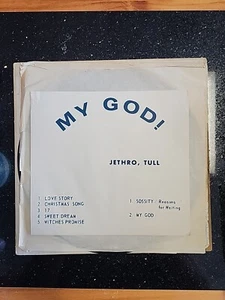 MY GOD!
JETHRO, TULL
1 LOVE STORY
2 CHRISTMAS SONG
3 17
4 SWEET DREAM
5 WITCHES PROMISE
1 SOSSITY: Reasons
for Waiting
2 MY GOD